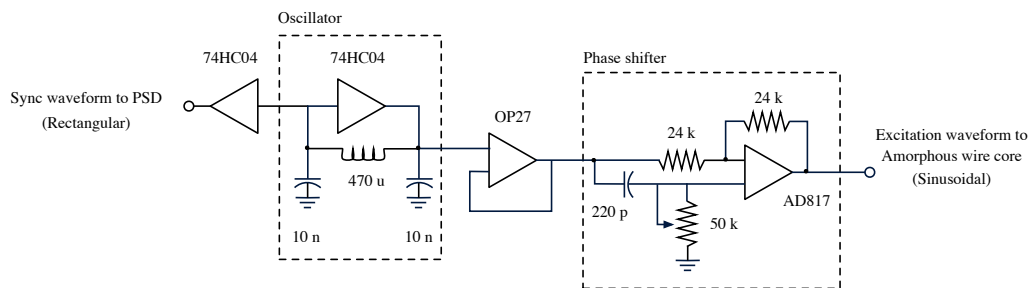 Oscillator
74HC04
74HC04
Sync waveform to PSD
(Rectangular)
470 u
10 n
10 n
OP27
Phase shifter
24 k
24 k
220 p
50 k
AD817
Excitation waveform to
Amorphous wire core
(Sinusoidal)